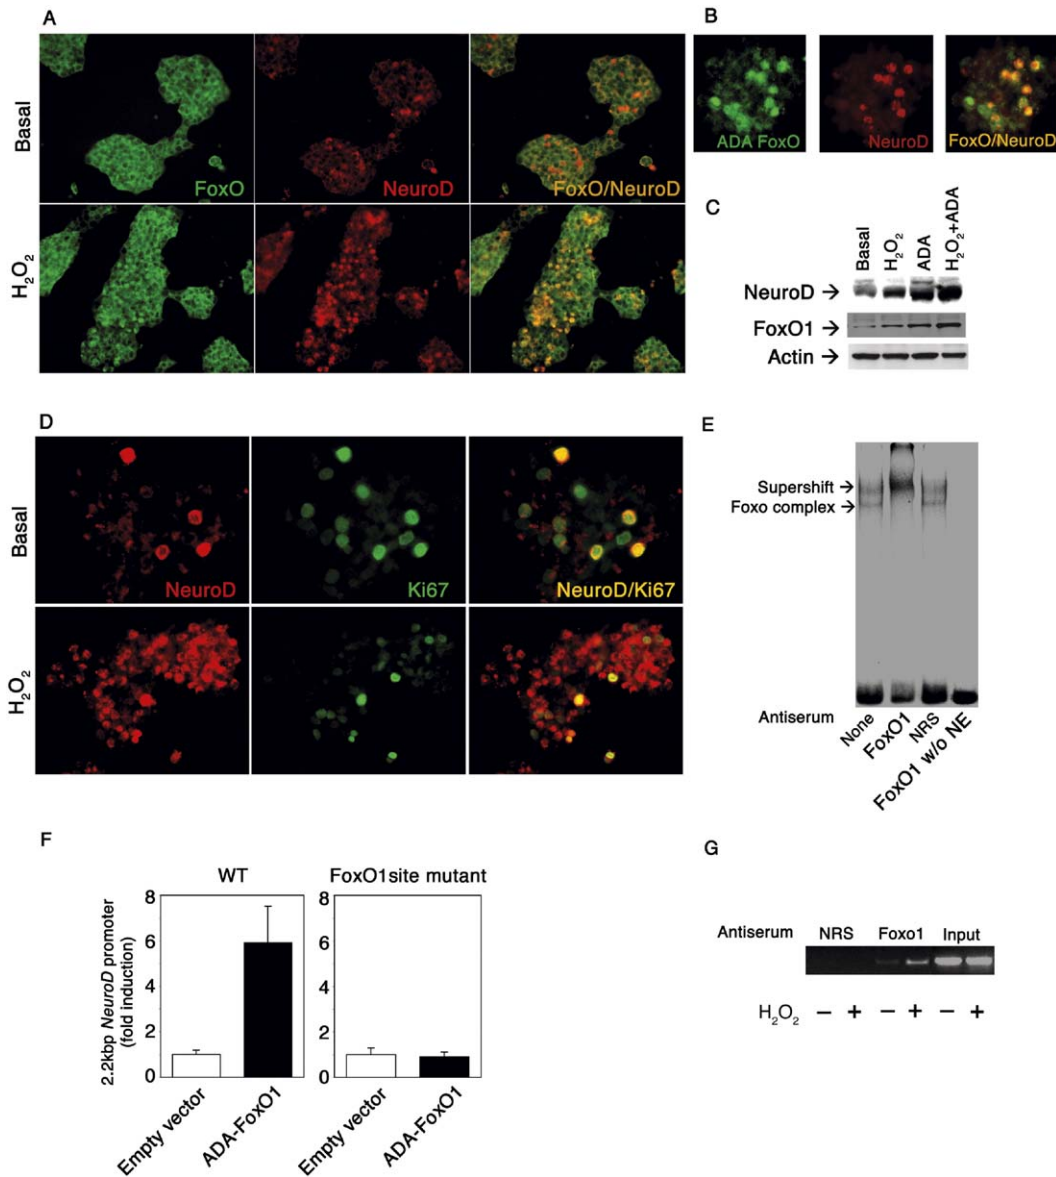 A
Basal
FoxO
NeuroD
FoxO/NeuroD
H₂O₂
B
ADA FoxO
NeuroD
FoxO/NeuroD
C
Basal
H₂O₂
ADA
H₂O₂+ADA
NeuroD →
FoxO1 →
Actin →
D
Basal
NeuroD
Ki67
NeuroD/Ki67
H₂O₂
E
Supershift →
Foxo complex →
Antiserum
None
FoxO1
NRS
FoxO1 w/o NE
F
WT
FoxO1site mutant
2.2kbp NeuroD promoter
(fold induction)
8
6
4
2
0
8
6
4
2
0
Empty vector
ADA-FoxO1
Empty vector
ADA-FoxO1
G
Antiserum NRS Foxo1 Input
H₂O₂ − + − + − +